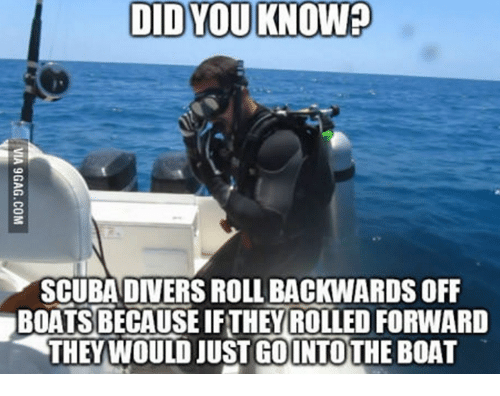 DID YOU KNOW?
VIA 9GAG.COM
SCUBA DIVERS ROLL BACKWARDS OFF
BOATS BECAUSE IF THEY ROLLED FORWARD
THEY WOULD JUST GO INTO THE BOAT